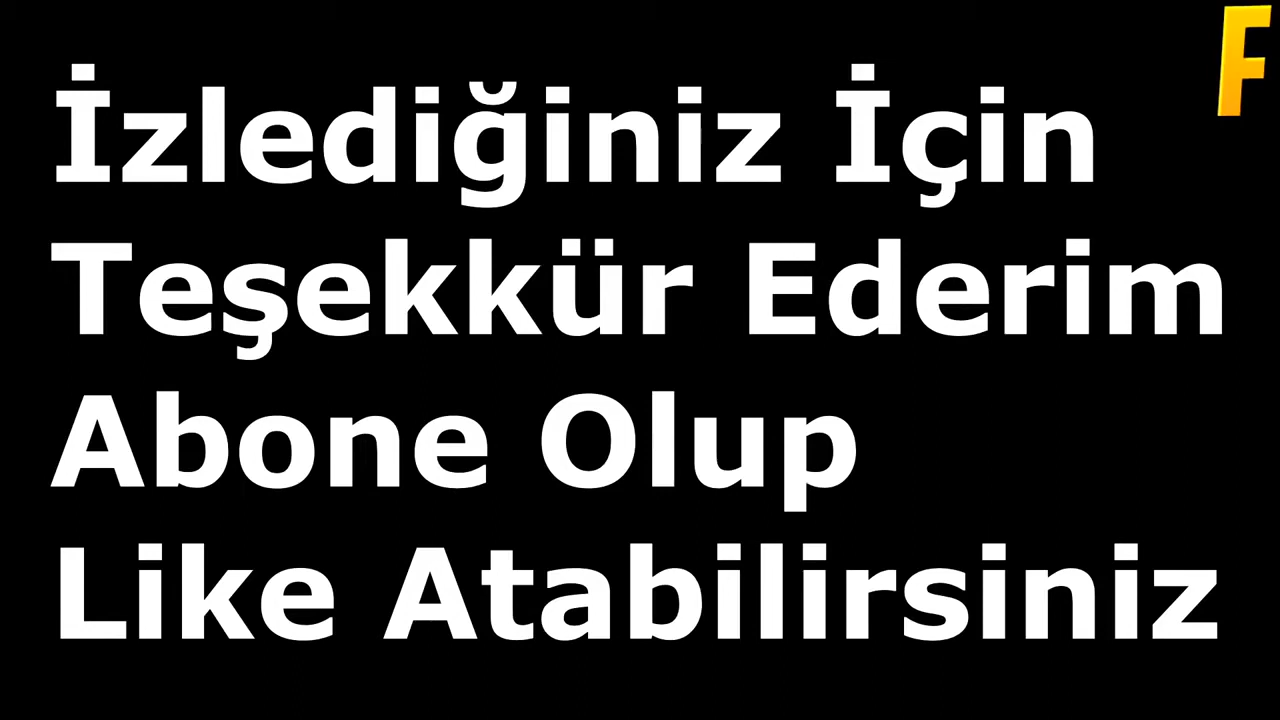 F
İzlediğiniz İçin
Teşekkür Ederim
Abone Olup
Like Atabilirsiniz